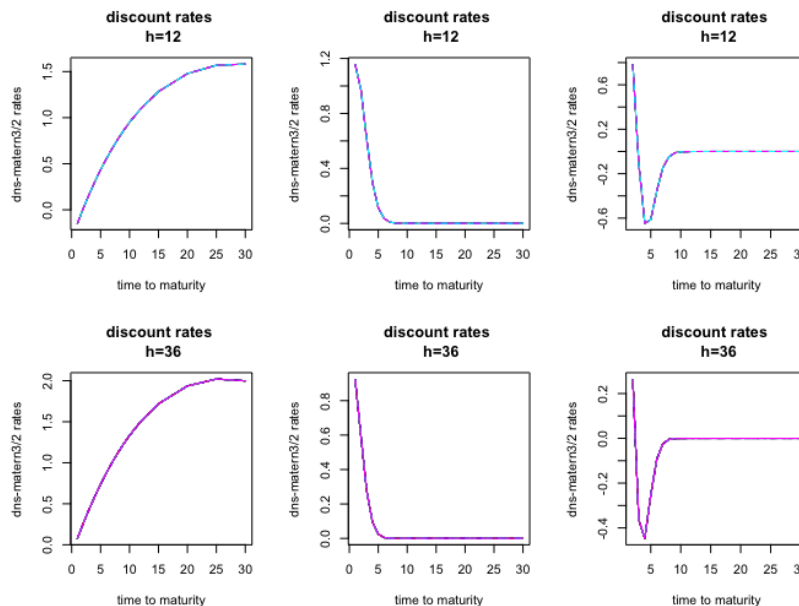 discount rates
h=12
dns-matern3/2 rates
0.0 0.5 1.0 1.5
0 5 10 15 20 25 30
time to maturity
discount rates
h=12
dns-matern3/2 rates
0.0 0.4 0.8 1.2
0 5 10 15 20 25 30
time to maturity
discount rates
h=12
dns-matern3/2 rates
-0.6 -0.2 0.2 0.6
5 10 15 20 25 30
time to maturity
discount rates
h=36
dns-matern3/2 rates
0.0 0.5 1.0 1.5 2.0
0 5 10 15 20 25 30
time to maturity
discount rates
h=36
dns-matern3/2 rates
0.0 0.2 0.4 0.6 0.8
0 5 10 15 20 25 30
time to maturity
discount rates
h=36
dns-matern3/2 rates
-0.4 -0.2 0.0 0.2
5 10 15 20 25 30
time to maturity